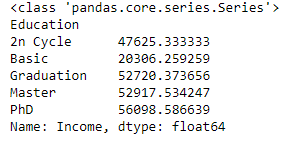 <class 'pandas.core.series.Series'>
Education
2n Cycle 47625.333333
Basic 20306.259259
Graduation 52720.373656
Master 52917.534247
PhD 56098.586639
Name: Income, dtype: float64